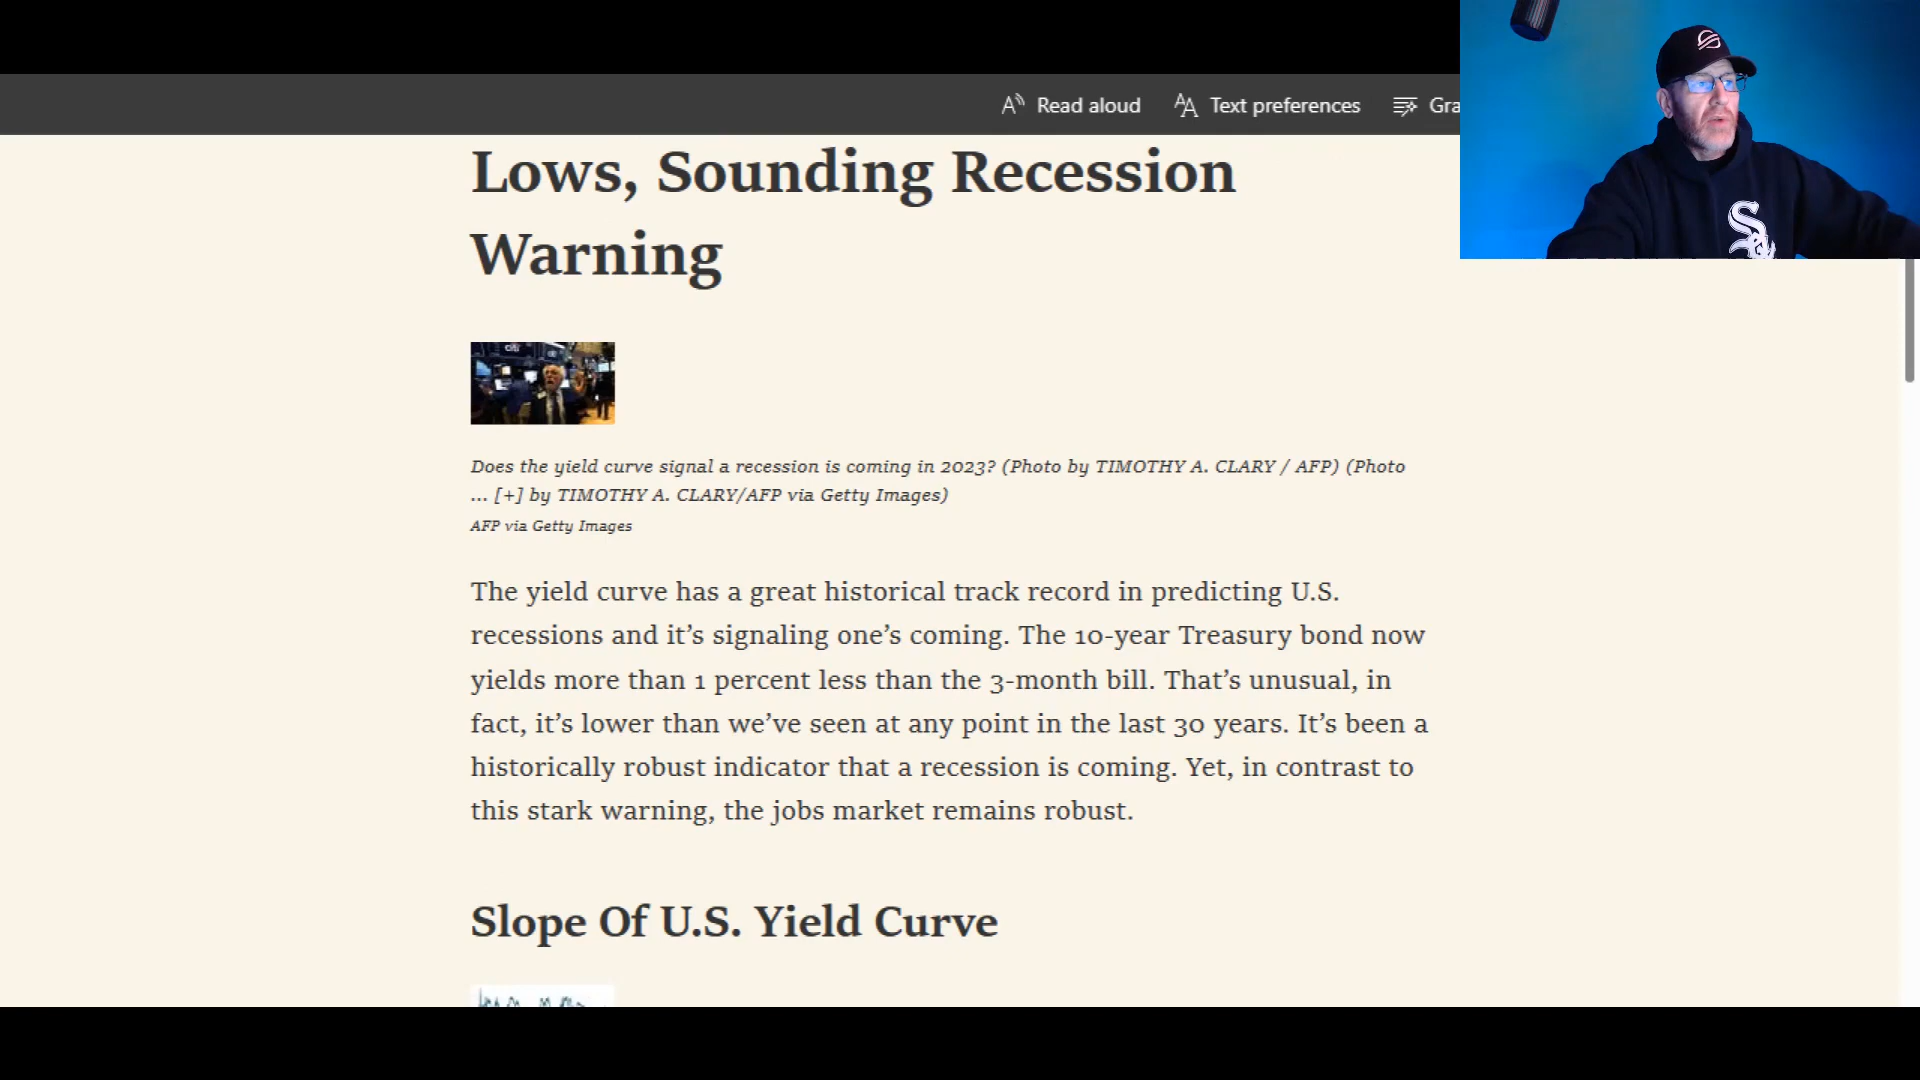 Read aloud Text preferences Gra
Lows, Sounding Recession
Warning
citi
Does the yield curve signal a recession is coming in 2023? (Photo by TIMOTHY A. CLARY / AFP) (Photo
... [+] by TIMOTHY A. CLARY/AFP via Getty Images)
AFP via Getty Images
The yield curve has a great historical track record in predicting U.S.
recessions and it’s signaling one’s coming. The 10-year Treasury bond now
yields more than 1 percent less than the 3-month bill. That’s unusual, in
fact, it’s lower than we’ve seen at any point in the last 30 years. It’s been a
historically robust indicator that a recession is coming. Yet, in contrast to
this stark warning, the jobs market remains robust.
Slope Of U.S. Yield Curve
Sox